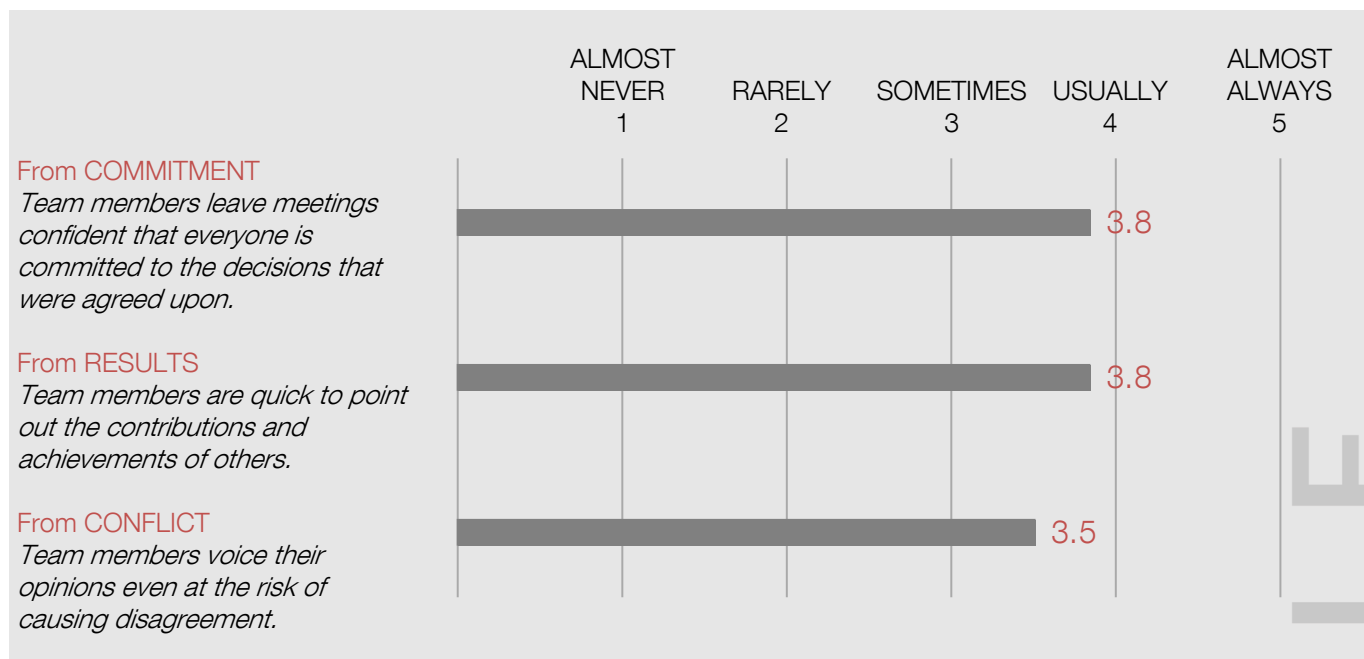 ALMOST NEVER RARELY SOMETIMES USUALLY ALMOST ALWAYS
1 2 3 4 5
From COMMITMENT
Team members leave meetings
confident that everyone is
committed to the decisions that
were agreed upon.
3.8
From RESULTS
Team members are quick to point
out the contributions and
achievements of others.
3.8
From CONFLICT
Team members voice their
opinions even at the risk of
causing disagreement.
3.5